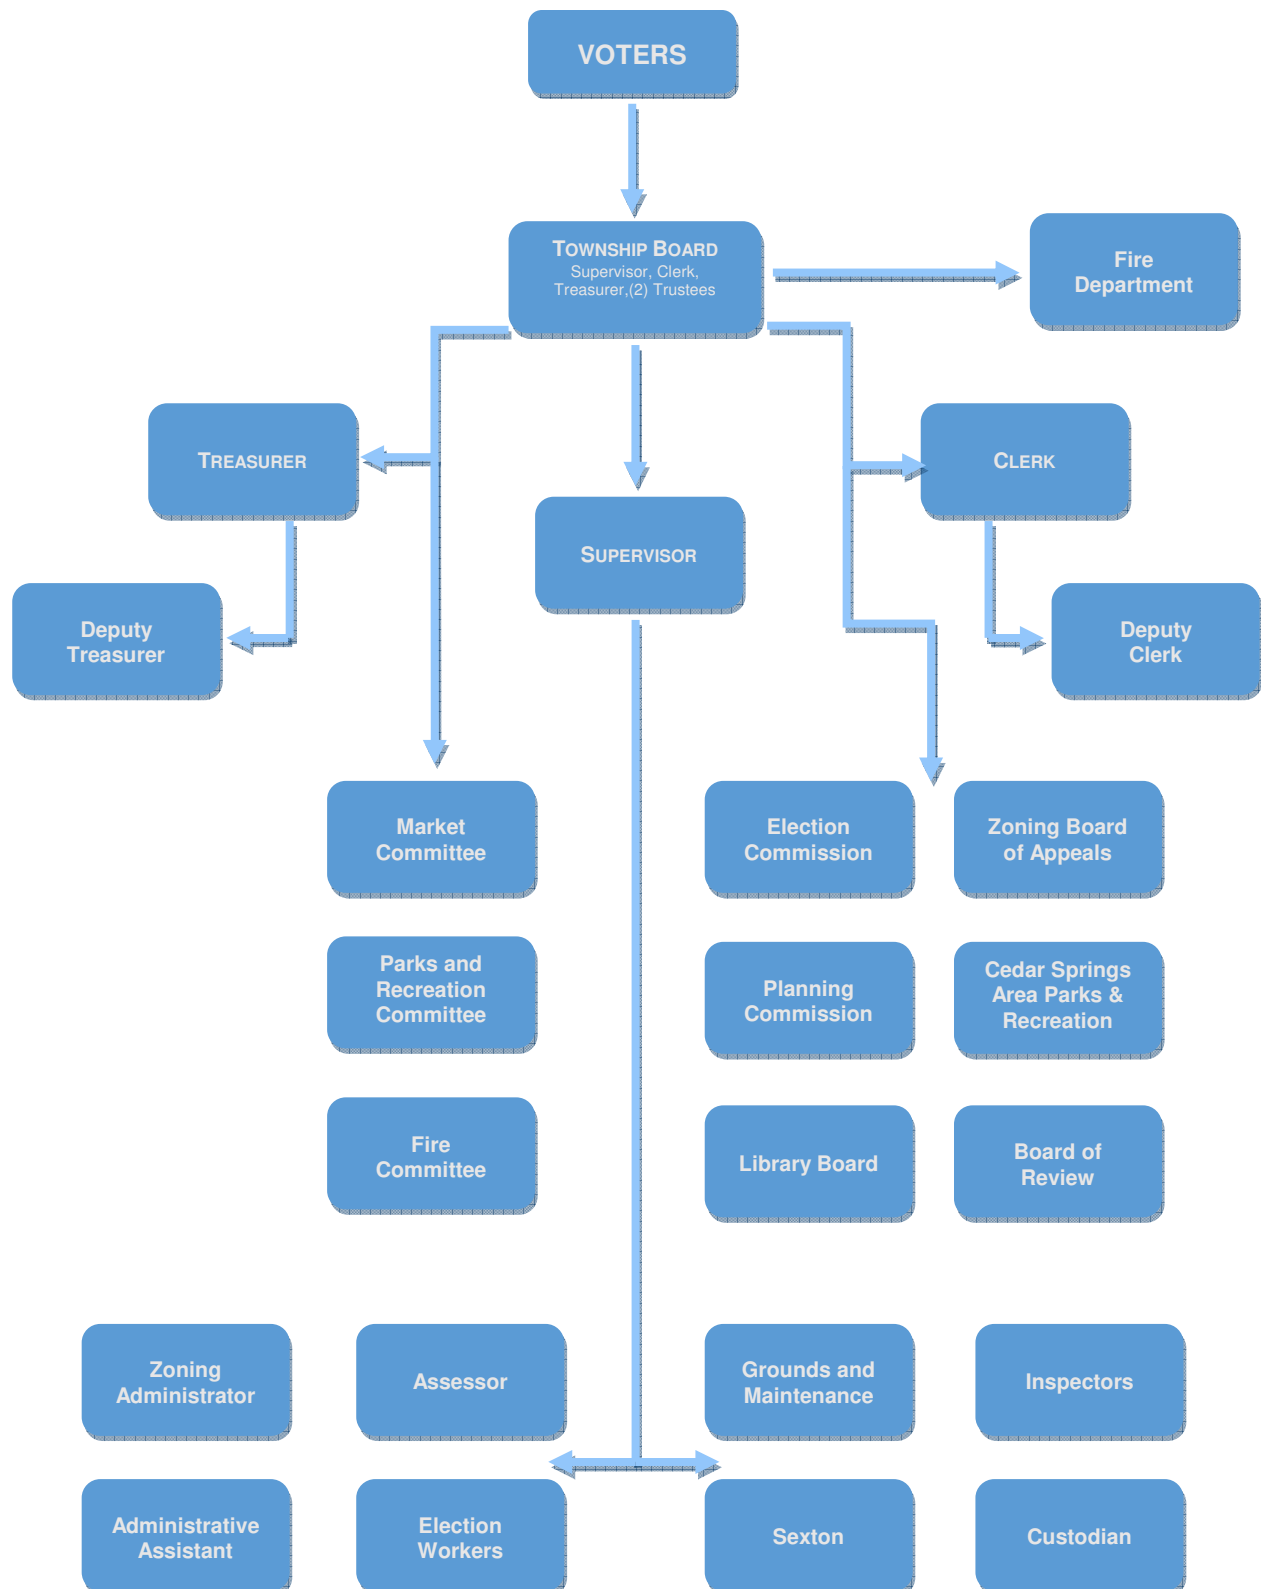 VOTERS
TOWNSHIP BOARD
Supervisor, Clerk,
Treasurer,(2) Trustees
Fire
Department
TREASURER
CLERK
SUPERVISOR
Deputy
Treasurer
Deputy
Clerk
Market
Committee
Election
Commission
Zoning Board
of Appeals
Parks and
Recreation
Committee
Planning
Commission
Cedar Springs
Area Parks &
Recreation
Fire
Committee
Library Board
Board of
Review
Zoning
Administrator
Assessor
Grounds and
Maintenance
Inspectors
Administrative
Assistant
Election
Workers
Sexton
Custodian